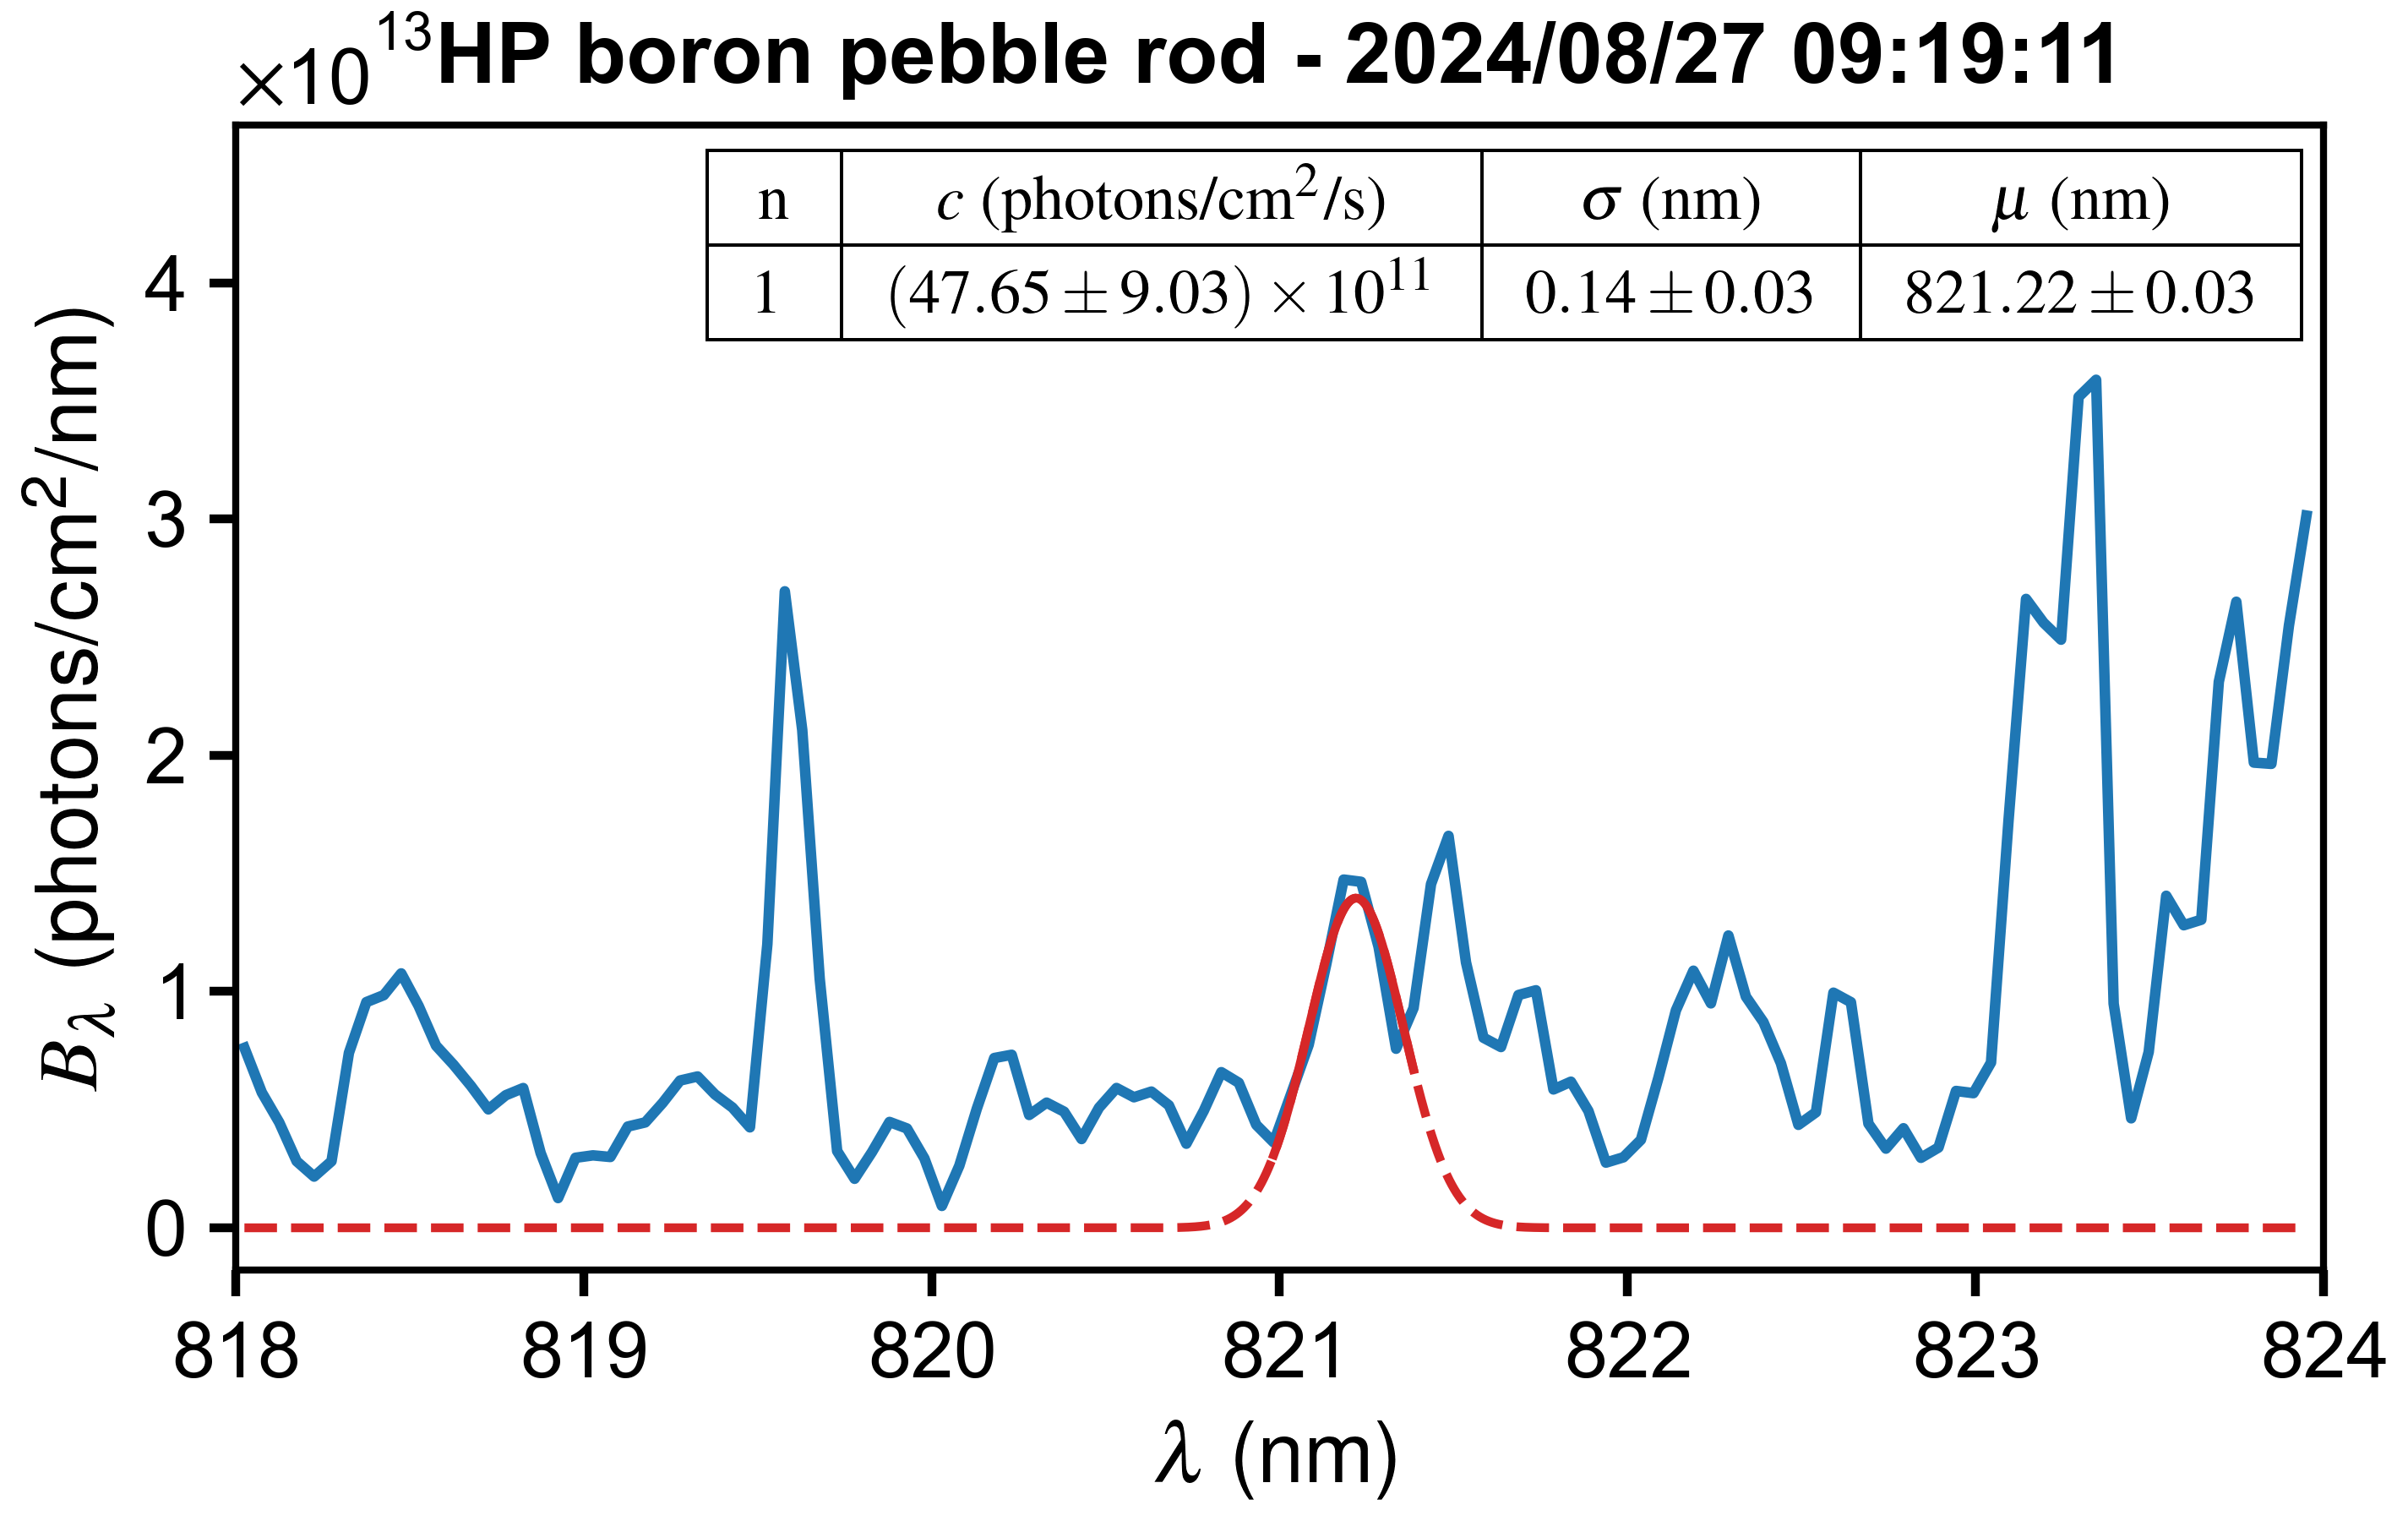 ×10¹³
HP boron pebble rod - 2024/08/27 09:19:11
n c (photons/cm²/s) σ (nm) μ (nm)
1 (47.65 ± 9.03) × 10¹¹ 0.14 ± 0.03 821.22 ± 0.03
B_λ (photons/cm²/nm)
4
3
2
1
0
818 819 820 821 822 823 824
λ (nm)